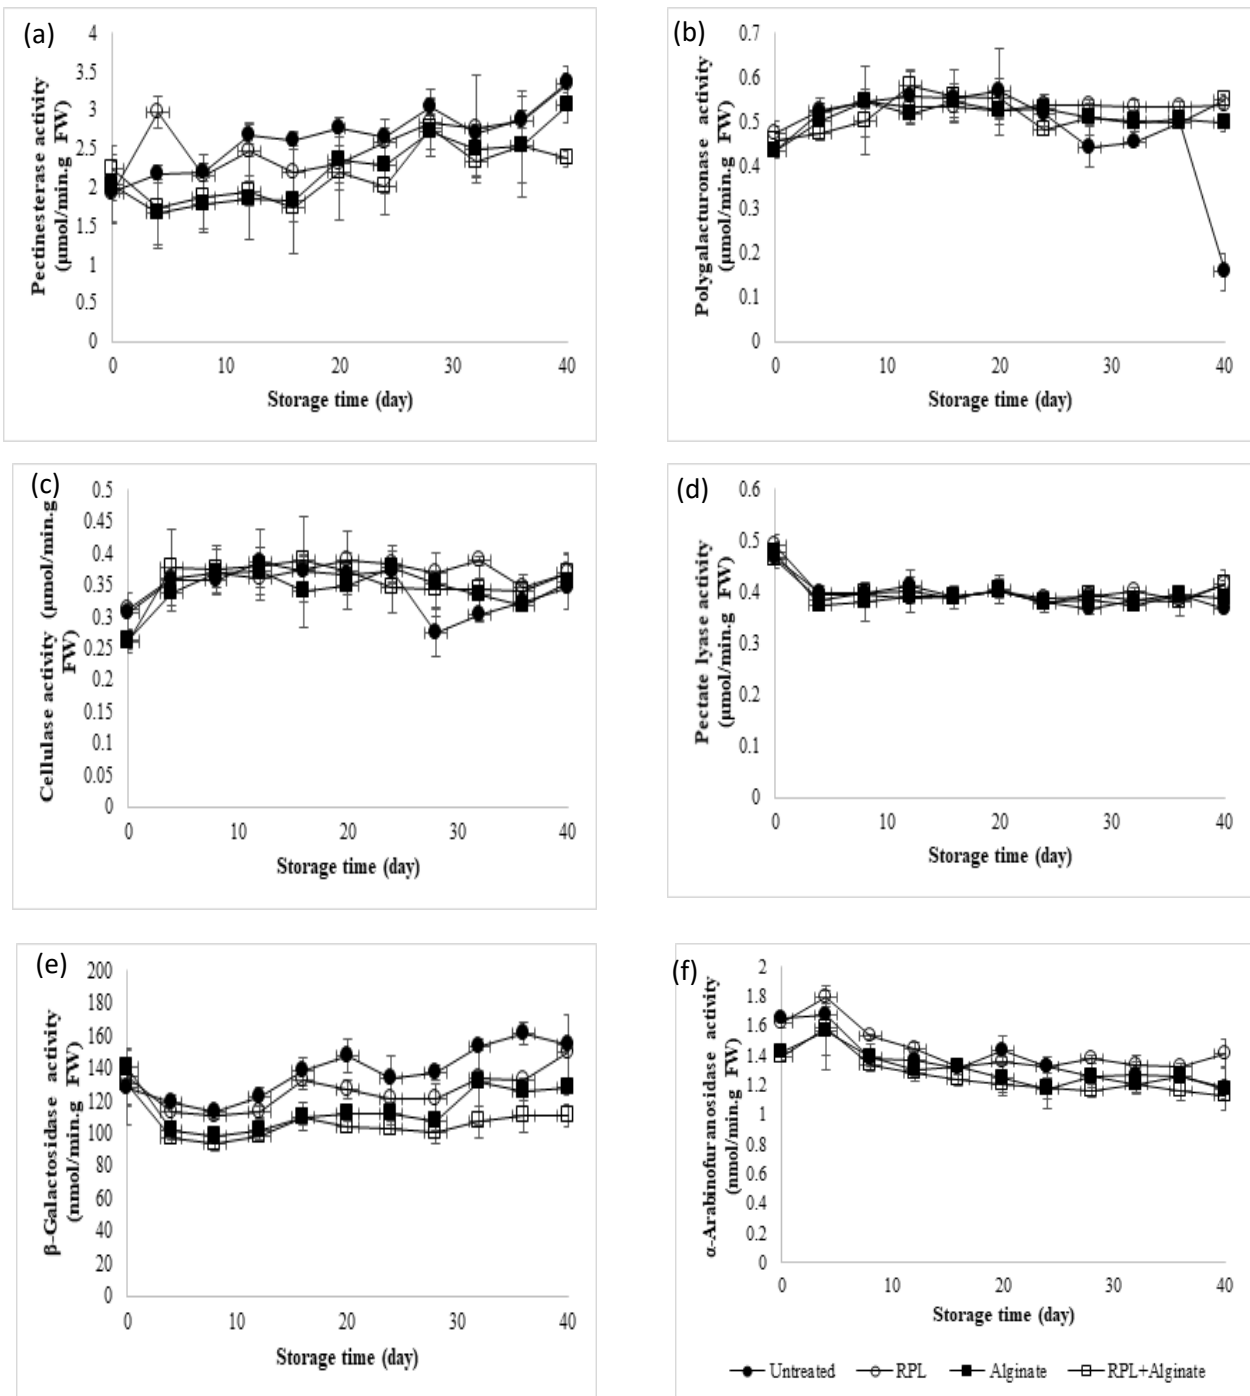 (a)
Pectinesterase activity
(μmol/min.g FW)
4
3.5
3
2.5
2
1.5
1
0.5
0
0 10 20 30 40
Storage time (day)
(b)
Polygalacturonase activity
(μmol/min.g FW)
0.7
0.6
0.5
0.4
0.3
0.2
0.1
0
0 10 20 30 40
Storage time (day)
(c)
Cellulase activity (μmol/min.g
FW)
0.5
0.45
0.4
0.35
0.3
0.25
0.2
0.15
0.1
0.05
0
0 10 20 30 40
Storage time (day)
(d)
Pectate lyase activity
(μmol/min.g FW)
0.6
0.5
0.4
0.3
0.2
0.1
0
0 10 20 30 40
Storage time (day)
(e)
β-Galactosidase activity
(nmol/min.g FW)
200
180
160
140
120
100
80
60
40
20
0
0 10 20 30 40
Storage time (day)
(f)
α-Arabinofuranosidase activity
(nmol/min.g FW)
2
1.8
1.6
1.4
1.2
1
0.8
0.6
0.4
0.2
0
0 10 20 30 40
Storage time (day)
Untreated RPL Alginate RPL+Alginate